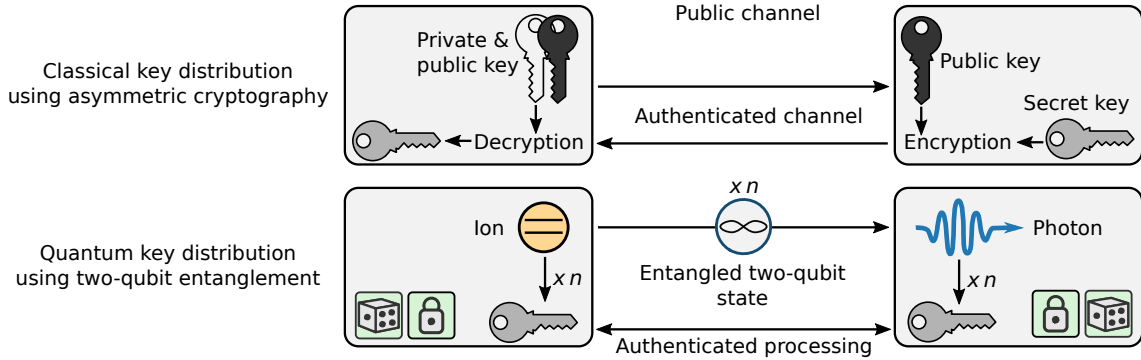 Classical key distribution
using asymmetric cryptography
Private &
public key
Decryption
Public channel
Authenticated channel
Public key
Secret key
Encryption
Quantum key distribution
using two-qubit entanglement
Ion
x n
x n
Entangled two-qubit
state
Authenticated processing
Photon
x n